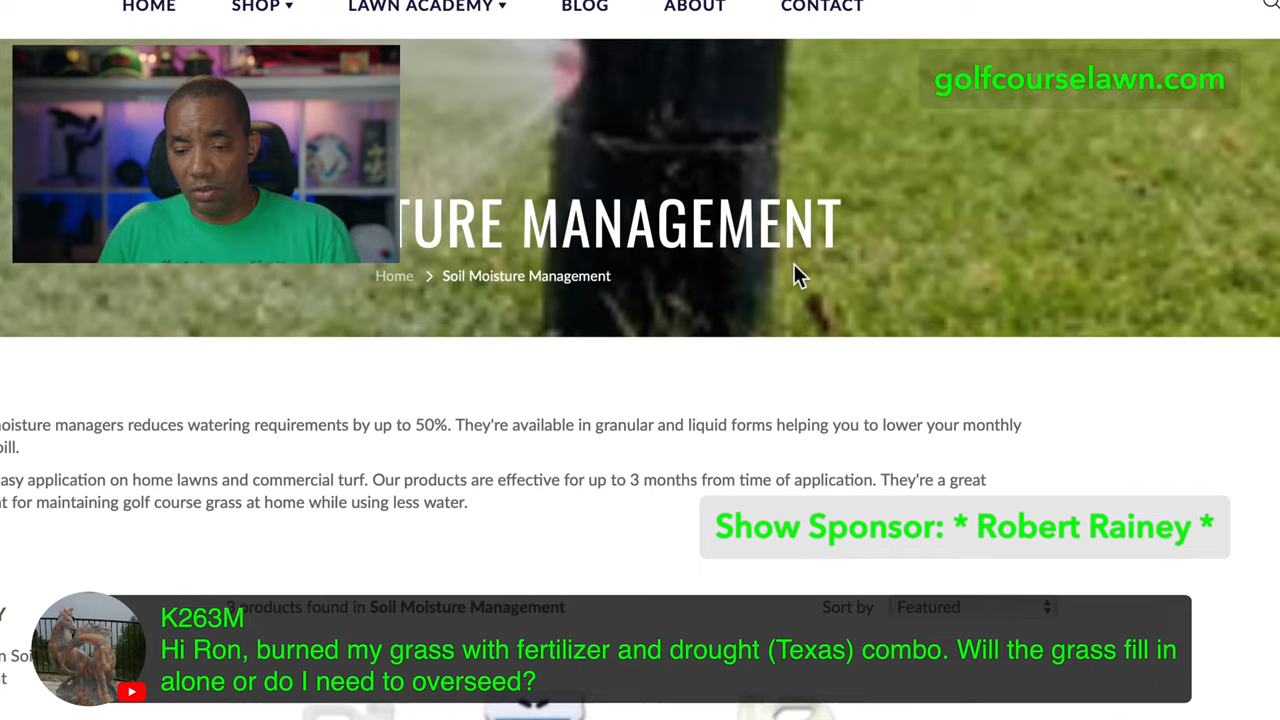 HOME SHOP ▾ LAWN ACADEMY ▾ BLOG ABOUT CONTACT
golfcourselawn.com
TURE MANAGEMENT
Home > Soil Moisture Management
moisture managers reduces watering requirements by up to 50%. They're available in granular and liquid forms helping you to lower your monthly
bill.
easy application on home lawns and commercial turf. Our products are effective for up to 3 months from time of application. They're a great
for maintaining golf course grass at home while using less water.
Show Sponsor: * Robert Rainey *
3 products found in Soil Moisture Management
Sort by Featured
K263M
Hi Ron, burned my grass with fertilizer and drought (Texas) combo. Will the grass fill in
alone or do I need to overseed?